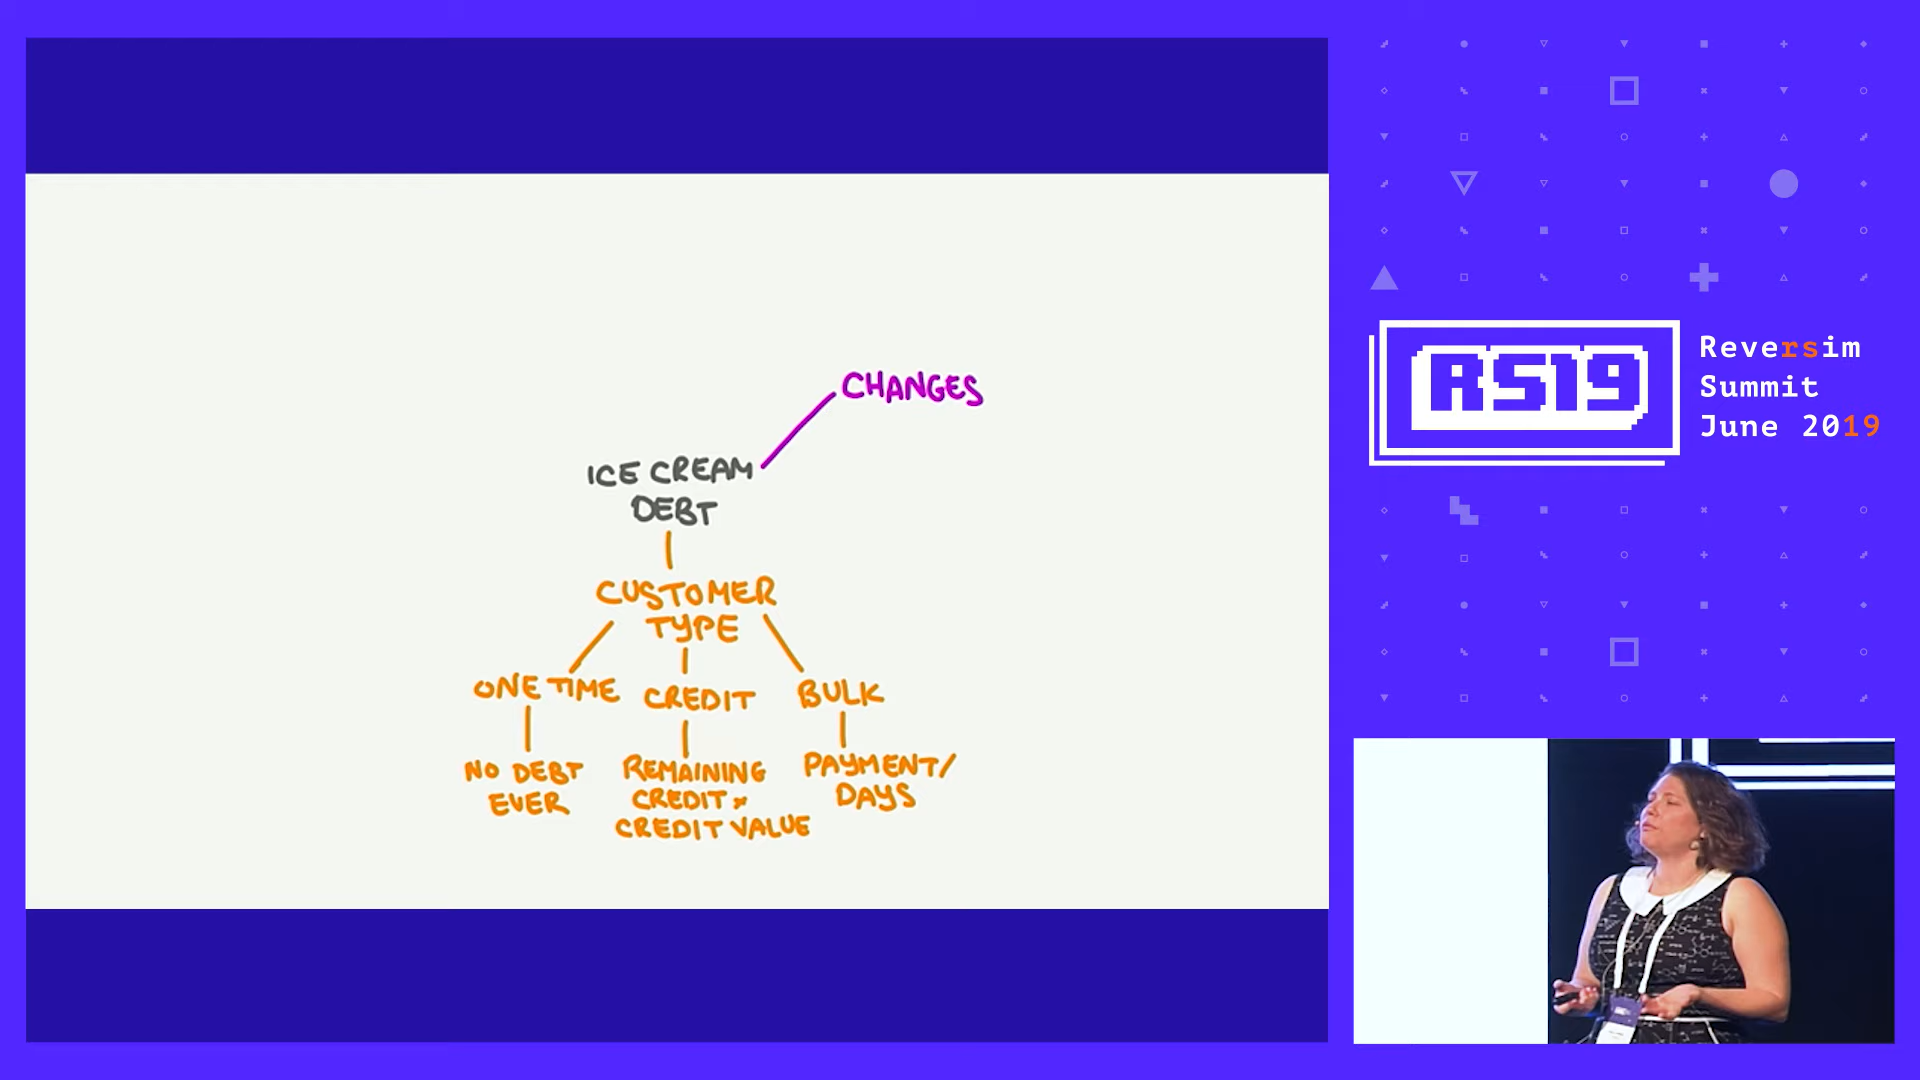 CHANGES
ICE CREAM
DEBT
CUSTOMER
TYPE
ONE TIME
CREDIT
BULK
NO DEBT
EVER
REMAINING
CREDIT x
CREDIT VALUE
PAYMENT/
DAYS
RS19
Reversim
Summit
June 2019